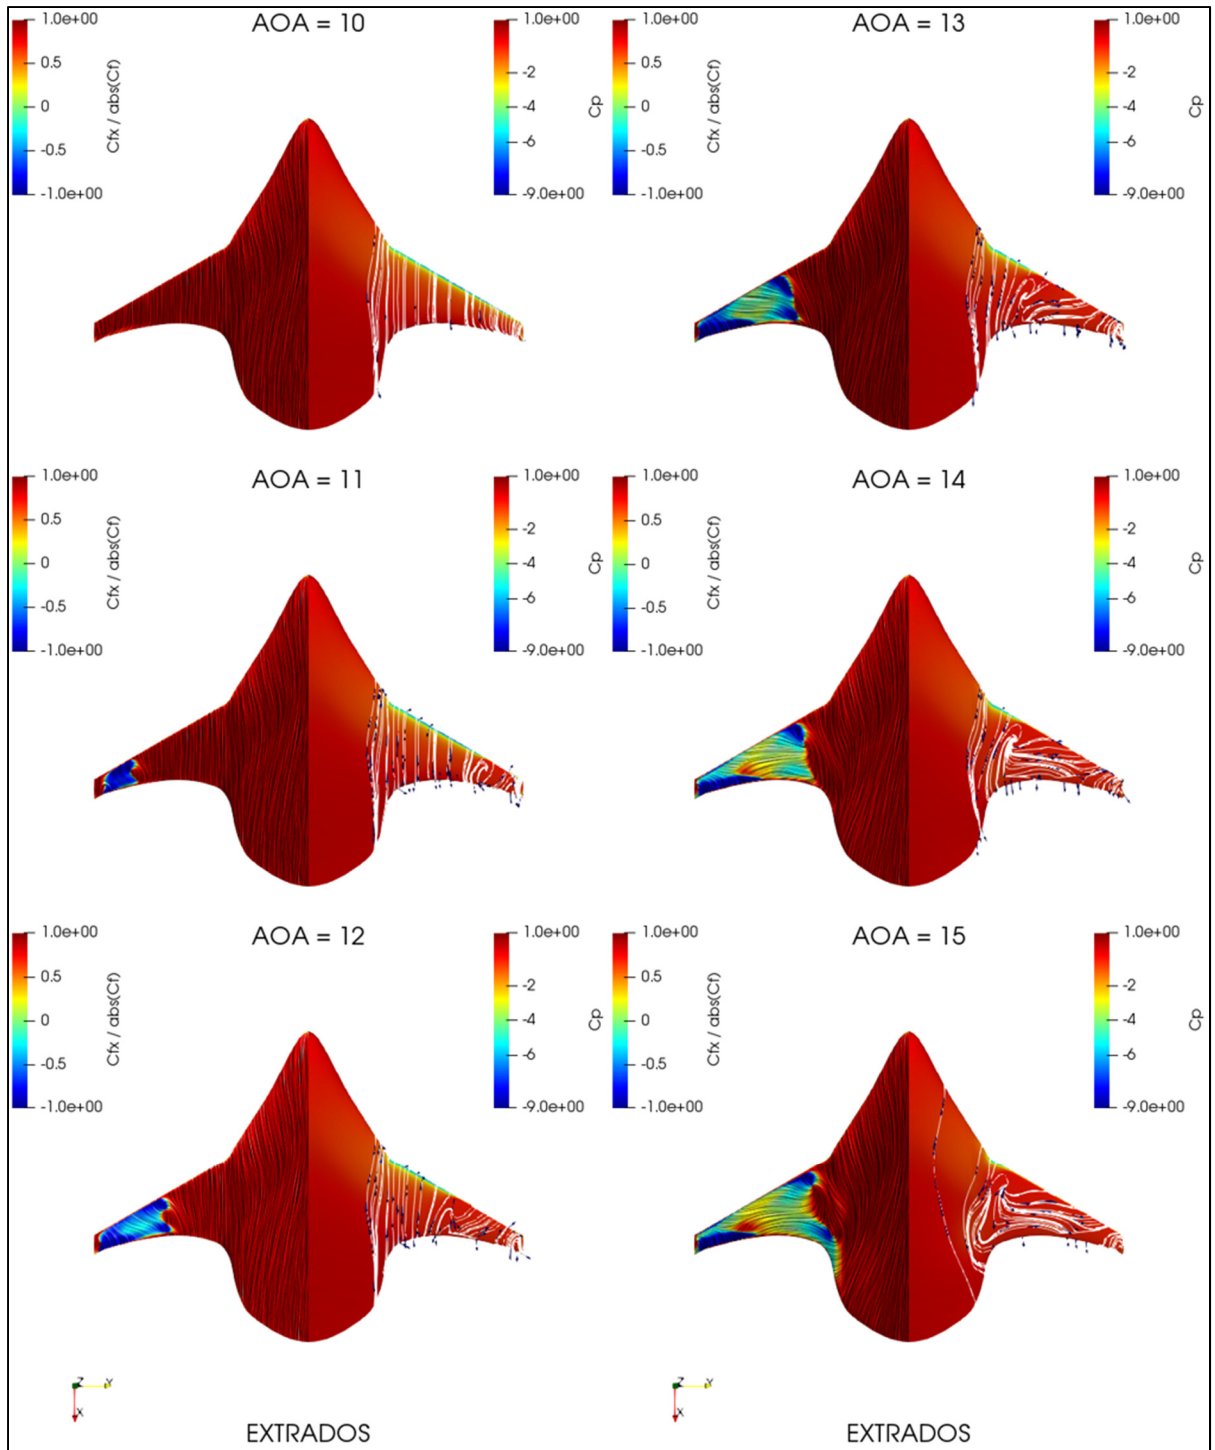 AOA = 10
1.0e+00
0.5
0
-0.5
-1.0e+00
Cfx / abs(Cf)
1.0e+00
-2
-4
-6
-9.0e+00
Cp
AOA = 13
1.0e+00
0.5
0
-0.5
-1.0e+00
Cfx / abs(Cf)
1.0e+00
-2
-4
-6
-9.0e+00
Cp
AOA = 11
1.0e+00
0.5
0
-0.5
-1.0e+00
Cfx / abs(Cf)
1.0e+00
-2
-4
-6
-9.0e+00
Cp
AOA = 14
1.0e+00
0.5
0
-0.5
-1.0e+00
Cfx / abs(Cf)
1.0e+00
-2
-4
-6
-9.0e+00
Cp
AOA = 12
1.0e+00
0.5
0
-0.5
-1.0e+00
Cfx / abs(Cf)
1.0e+00
-2
-4
-6
-9.0e+00
Cp
AOA = 15
1.0e+00
0.5
0
-0.5
-1.0e+00
Cfx / abs(Cf)
1.0e+00
-2
-4
-6
-9.0e+00
Cp
Z Y
X
EXTRADOS
Z Y
X
EXTRADOS